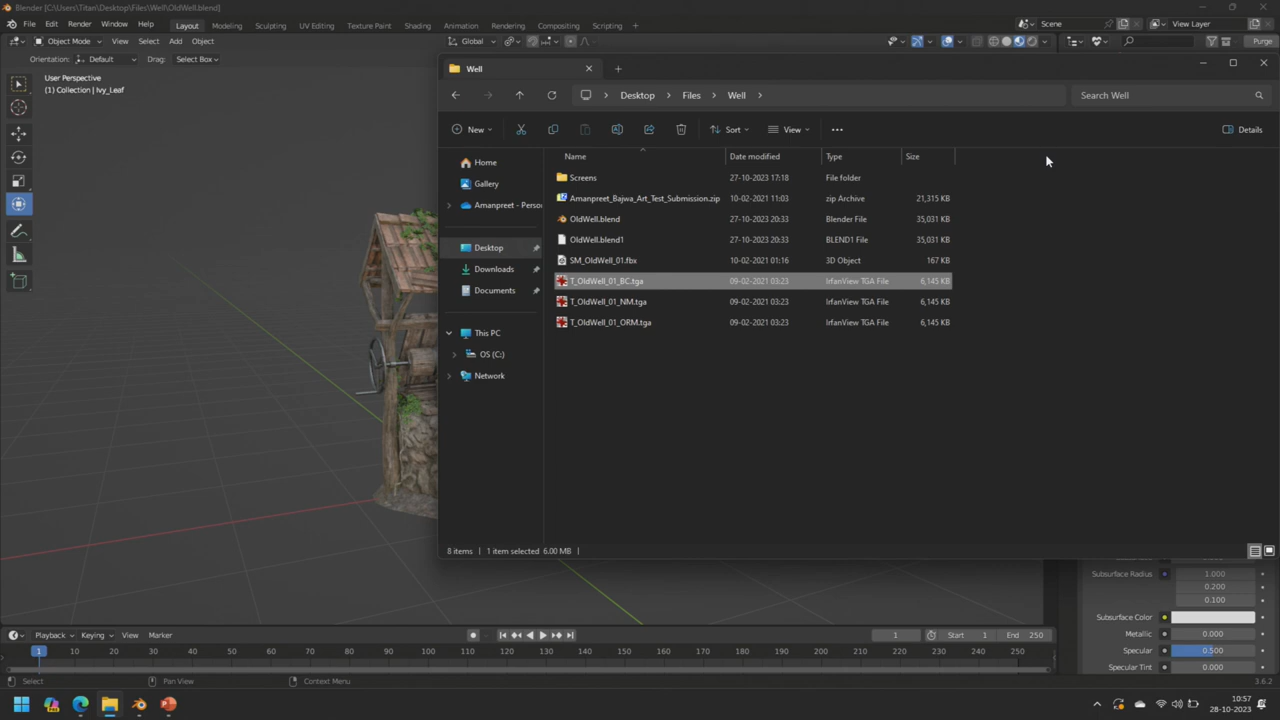 Blender [C:\Users\Titan\Desktop\Files\Well\OldWell.blend]
File Edit Render Window Help Layout Modeling Sculpting UV Editing Texture Paint Shading Animation Rendering Compositing Scripting + Scene View Layer
Object Mode View Select Add Object Global Purge
Orientation: Default Drag: Select Box
User Perspective
(1) Collection | Ivy_Leaf
Well
Desktop > Files > Well > Search Well
New Sort View Details
Name Date modified Type Size
Home
Gallery
Amanpreet - Perso
Desktop
Downloads
Documents
This PC
OS (C:)
Network
Screens 27-10-2023 17:18 File folder
Amanpreet_Bajwa_Art_Test_Submission.zip 10-02-2021 11:03 zip Archive 21,315 KB
OldWell.blend 27-10-2023 20:33 Blender File 35,031 KB
OldWell.blend1 27-10-2023 20:33 BLEND1 File 35,031 KB
SM_OldWell_01.fbx 10-02-2021 01:16 3D Object 167 KB
T_OldWell_01_BC.tga 09-02-2021 03:23 IrfanView TGA File 6,145 KB
T_OldWell_01_NM.tga 09-02-2021 03:23 IrfanView TGA File 6,145 KB
T_OldWell_01_ORM.tga 09-02-2021 03:23 IrfanView TGA File 6,145 KB
8 items | 1 item selected 6.00 MB |
Subsurface Radius 1.000
0.200
0.100
Subsurface Color
Metallic 0.000
Specular 0.500
Specular Tint 0.000
Playback Keying View Marker 1 Start 1 End 250
1 10 20 30 40 50 60 70 80 90 100 110 120 130 140 150 160 170 180 190 200 210 220 230 240 250
Select Pan View Context Menu 3.6.2
10:57
28-10-2023